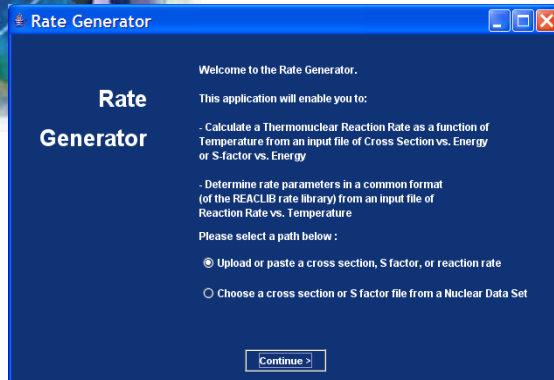 Rate Generator
Rate
Generator
Welcome to the Rate Generator.
This application will enable you to:
- Calculate a Thermonuclear Reaction Rate as a function of
Temperature from an input file of Cross Section vs. Energy
or S-factor vs. Energy
- Determine rate parameters in a common format
(of the REACLIB rate library) from an input file of
Reaction Rate vs. Temperature
Please select a path below :
Upload or paste a cross section, S factor, or reaction rate
Choose a cross section or S factor file from a Nuclear Data Set
Continue >